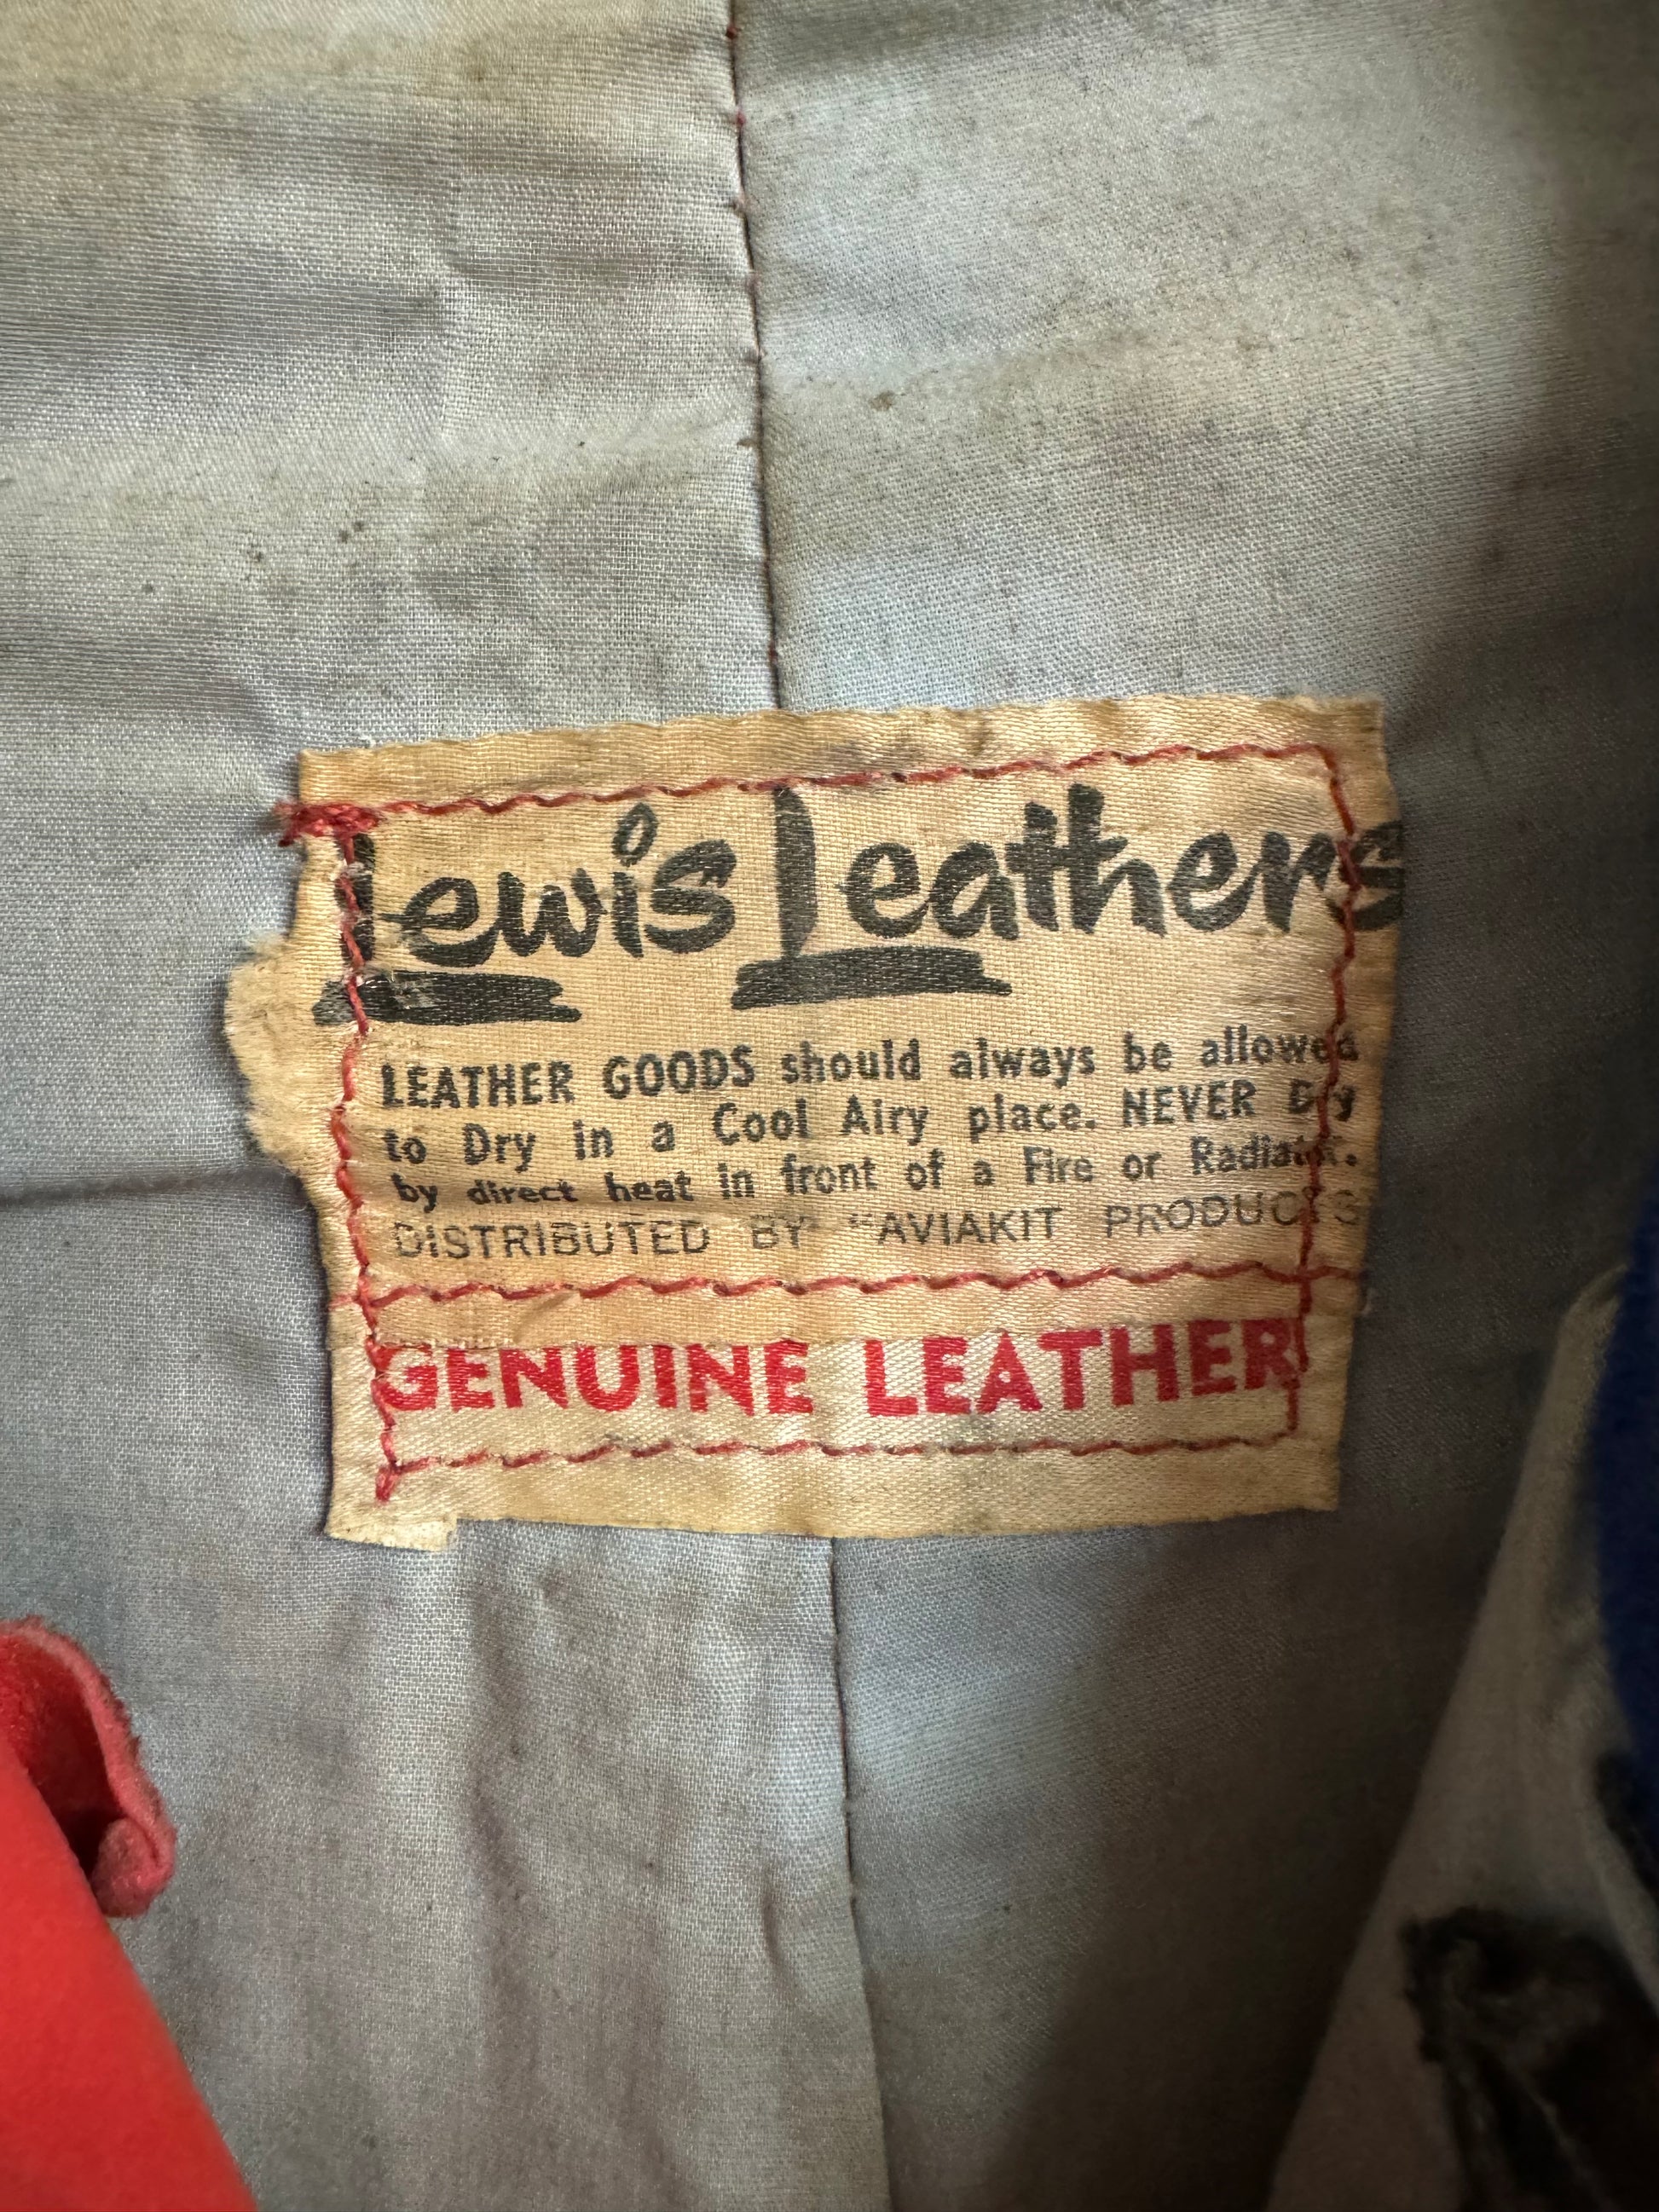 Lewis Leathers
LEATHER GOODS should always be allowed
to Dry in a Cool Airy place. NEVER Dry
by direct heat in front of a Fire or Radiator.
DISTRIBUTED BY "AVIAKIT PRODUCTS
GENUINE LEATHER